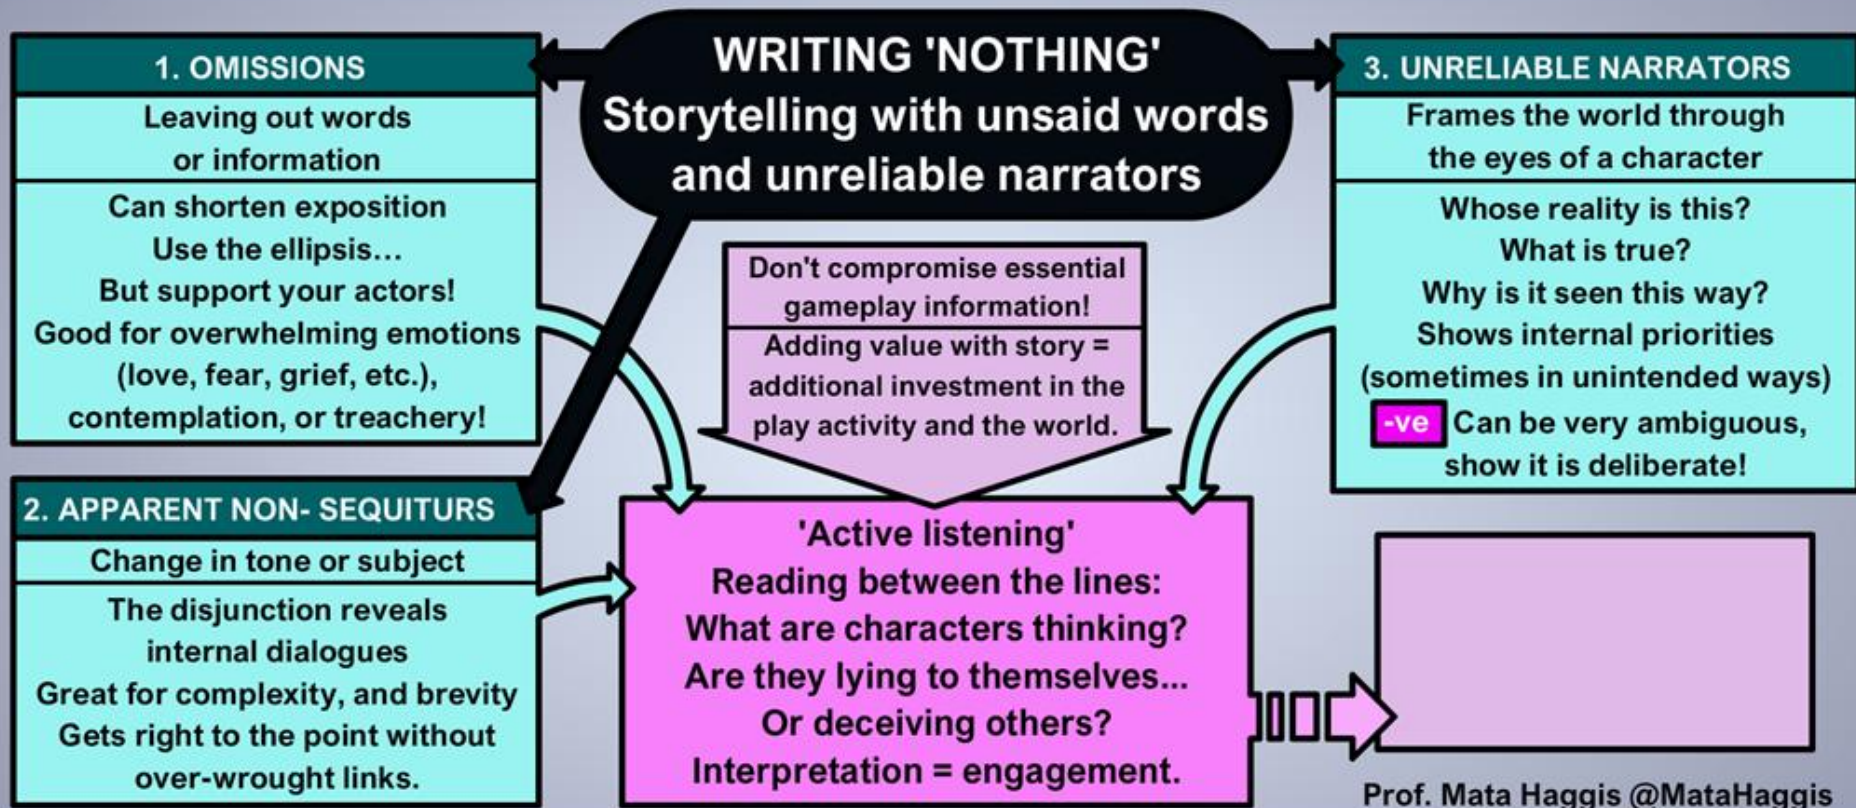 WRITING 'NOTHING'
Storytelling with unsaid words
and unreliable narrators
1. OMISSIONS
Leaving out words
or information
Can shorten exposition
Use the ellipsis...
But support your actors!
Good for overwhelming emotions
(love, fear, grief, etc.),
contemplation, or treachery!
2. APPARENT NON- SEQUITURS
Change in tone or subject
The disjunction reveals
internal dialogues
Great for complexity, and brevity
Gets right to the point without
over-wrought links.
3. UNRELIABLE NARRATORS
Frames the world through
the eyes of a character
Whose reality is this?
What is true?
Why is it seen this way?
Shows internal priorities
(sometimes in unintended ways)
-ve Can be very ambiguous,
show it is deliberate!
Don't compromise essential
gameplay information!
Adding value with story =
additional investment in the
play activity and the world.
'Active listening'
Reading between the lines:
What are characters thinking?
Are they lying to themselves...
Or deceiving others?
Interpretation = engagement.
Prof. Mata Haggis @MataHaggis